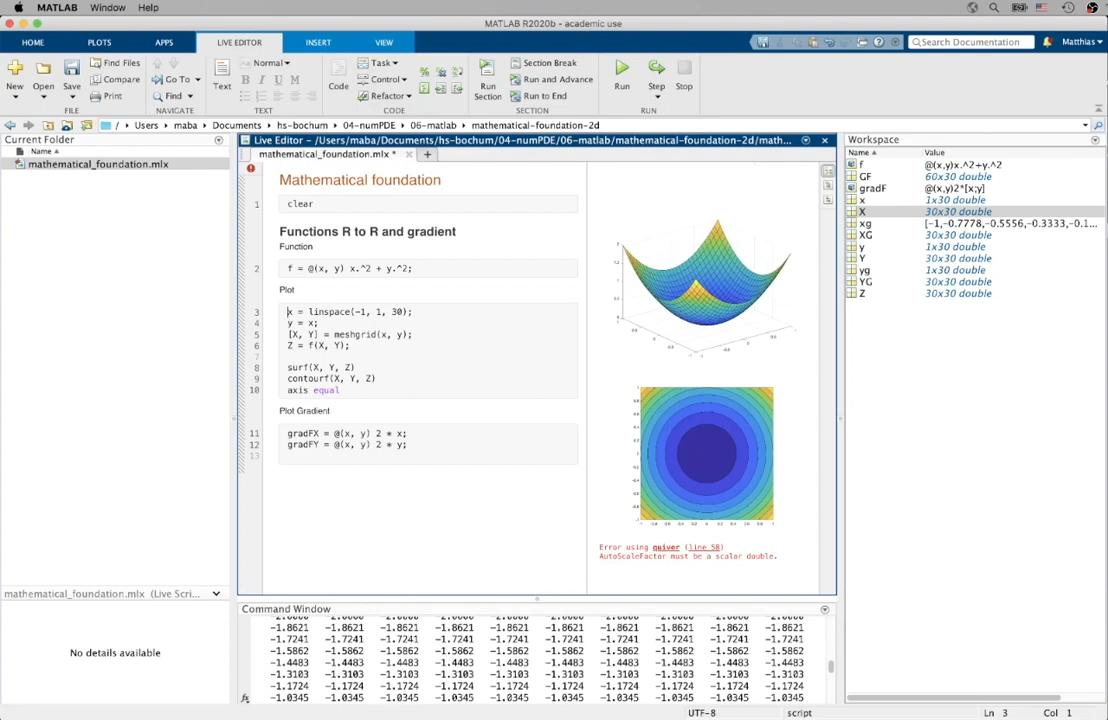 MATLAB Window Help
MATLAB R2020b - academic use
HOME PLOTS APPS LIVE EDITOR INSERT VIEW
Search Documentation
Matthias
New Open Save
Find Files
Compare
Print
FILE
Go To
Find
NAVIGATE
Text
Normal
B I U M
TEXT
Code
Task
Control
Refactor
CODE
Run Section
Section Break
Run and Advance
Run to End
SECTION
Run Step Stop
RUN
/ Users maba Documents hs-bochum 04-numPDE 06-matlab mathematical-foundation-2d
Current Folder
Name
mathematical_foundation.mlx
Live Editor - /Users/maba/Documents/hs-bochum/04-numPDE/06-matlab/mathematical-foundation-2d/math...
mathematical_foundation.mlx *
Mathematical foundation
1 clear
Functions R to R and gradient
Function
2 f = @(x, y) x.^2 + y.^2;
Plot
3 x = linspace(-1, 1, 30);
4 y = x;
5 [X, Y] = meshgrid(x, y);
6 Z = f(X, Y);
7
8 surf(X, Y, Z)
9 contourf(X, Y, Z)
10 axis equal
Plot Gradient
11 gradFX = @(x, y) 2 * x;
12 gradFY = @(x, y) 2 * y;
13
Error using quiver (line 58)
AutoScaleFactor must be a scalar double.
Workspace
Name Value
f @(x,y)x.^2+y.^2
GF 60x30 double
gradF @(x,y)2*[x;y]
x 1x30 double
X 30x30 double
xg [-1,-0.7778,-0.5556,-0.3333,-0.1...
XG 30x30 double
y 1x30 double
Y 30x30 double
yg 1x30 double
YG 30x30 double
Z 30x30 double
mathematical_foundation.mlx (Live Scri...
No details available
Command Window
-1.8621 -1.8621 -1.8621 -1.8621 -1.8621 -1.8621 -1.8621 -1.8621 -1.8621 -1.8621
-1.7241 -1.7241 -1.7241 -1.7241 -1.7241 -1.7241 -1.7241 -1.7241 -1.7241 -1.7241
-1.5862 -1.5862 -1.5862 -1.5862 -1.5862 -1.5862 -1.5862 -1.5862 -1.5862 -1.5862
-1.4483 -1.4483 -1.4483 -1.4483 -1.4483 -1.4483 -1.4483 -1.4483 -1.4483 -1.4483
-1.3103 -1.3103 -1.3103 -1.3103 -1.3103 -1.3103 -1.3103 -1.3103 -1.3103 -1.3103
-1.1724 -1.1724 -1.1724 -1.1724 -1.1724 -1.1724 -1.1724 -1.1724 -1.1724 -1.1724
-1.0345 -1.0345 -1.0345 -1.0345 -1.0345 -1.0345 -1.0345 -1.0345 -1.0345 -1.0345
fx
UTF-8 script Ln 3 Col 1